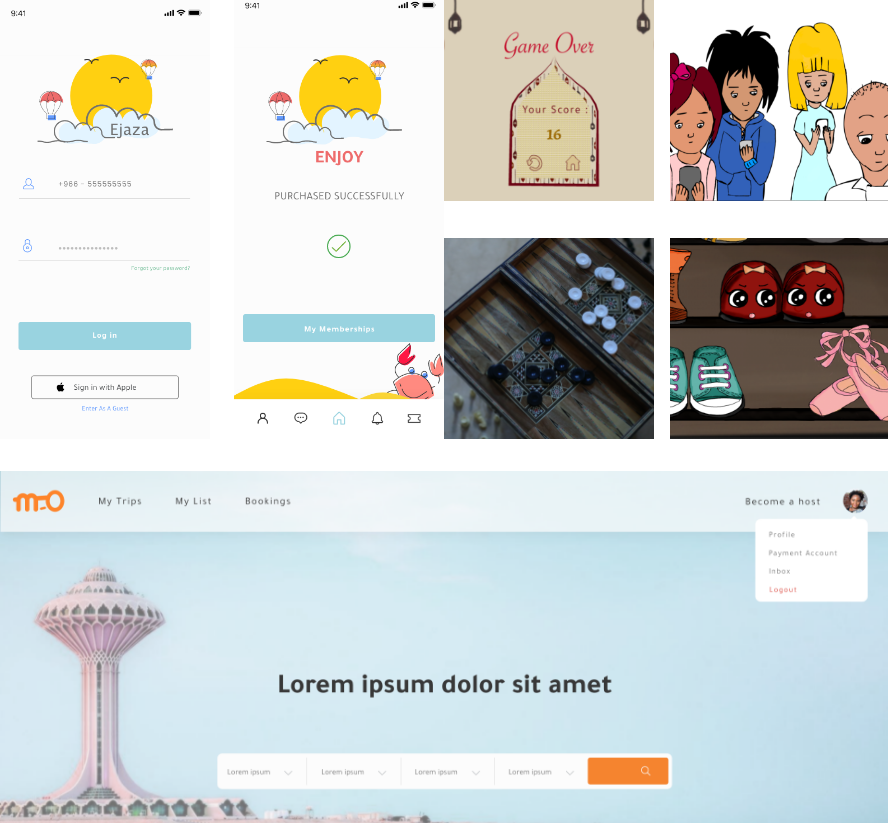 9:41
Ejaza
+966 - 555555555
Forgot your password?
Log in
Sign in with Apple
Enter As A Guest
9:41
ENJOY
PURCHASED SUCCESSFULLY
My Memberships
Game Over
Your Score :
16
m-o
My Trips My List Bookings Become a host
Profile
Payment Account
Inbox
Logout
Lorem ipsum dolor sit amet
Lorem ipsum Lorem ipsum Lorem ipsum Lorem ipsum